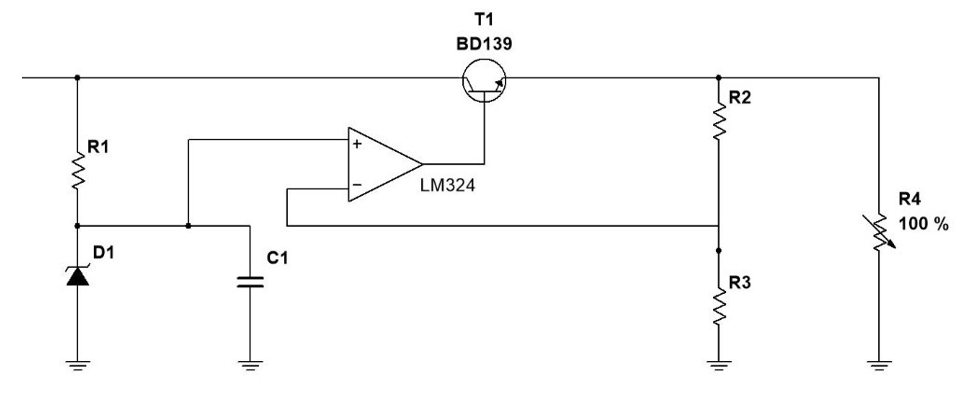 T1
BD139
R2
R1
+
−
LM324
R4
100 %
D1
C1
R3